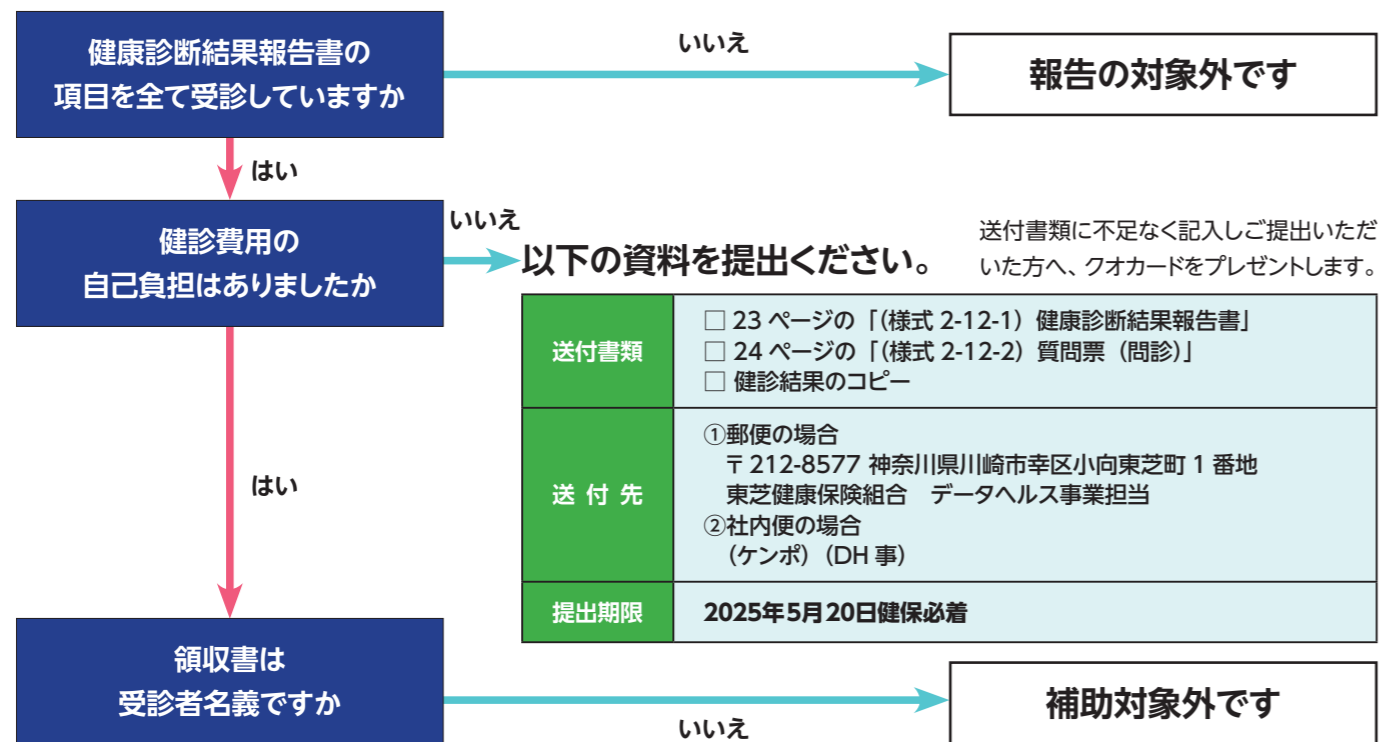 健康診断結果報告書の
項目を全て受診していますか
いいえ
報告の対象外です
はい
健診費用の
自己負担はありましたか
いいえ
以下の資料を提出ください。
送付書類に不足なく記入しご提出いただ
いた方へ、クオカードをプレゼントします。
送付書類
□ 23 ページの「(様式 2-12-1) 健康診断結果報告書」
□ 24 ページの「(様式 2-12-2) 質問票（問診）」
□ 健診結果のコピー
送 付 先
①郵便の場合
〒 212-8577 神奈川県川崎市幸区小向東芝町 1 番地
東芝健康保険組合　データヘルス事業担当
②社内便の場合
（ケンポ）（DH 事）
提出期限
2025年5月20日健保必着
はい
領収書は
受診者名義ですか
いいえ
補助対象外です